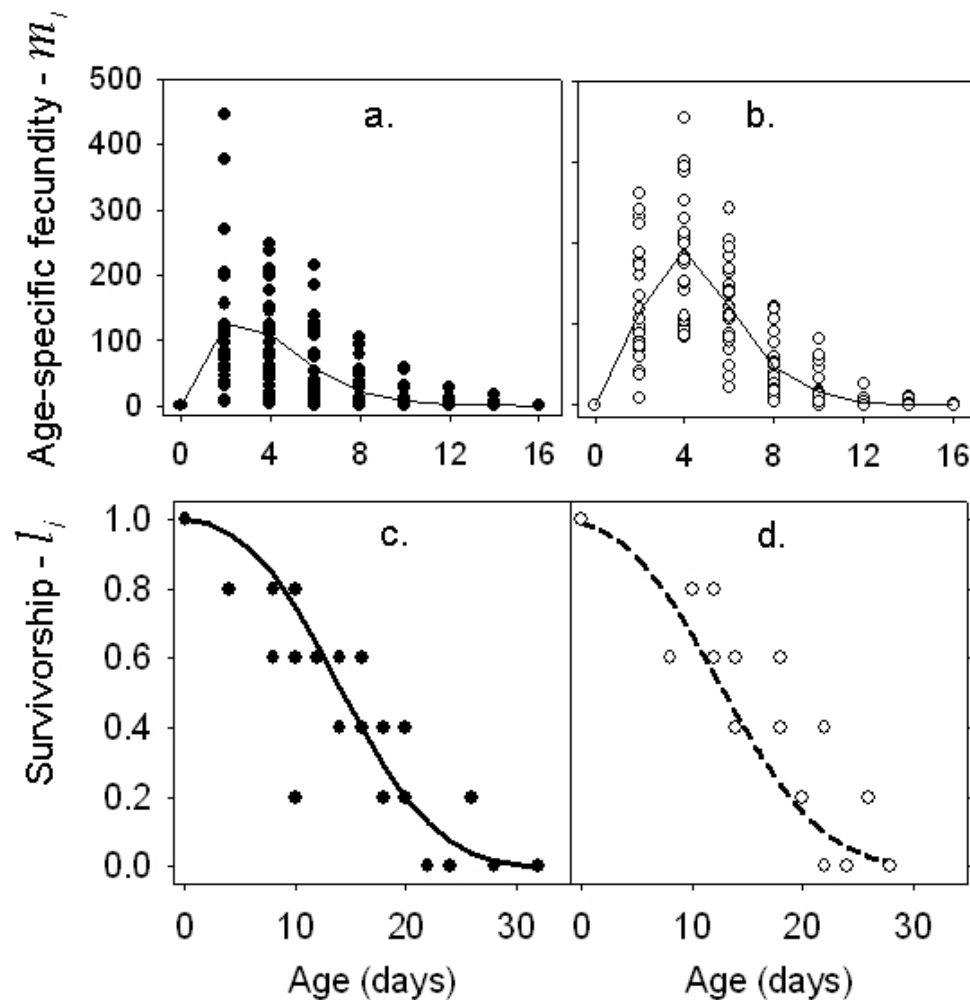 Age-specific fecundity - m_i
500
400
300
200
100
0
a.
b.
0 4 8 12 16
0 4 8 12 16
Survivorship - l_i
1.0
0.8
0.6
0.4
0.2
0.0
c.
d.
0 10 20 30
0 10 20 30
Age (days)
Age (days)